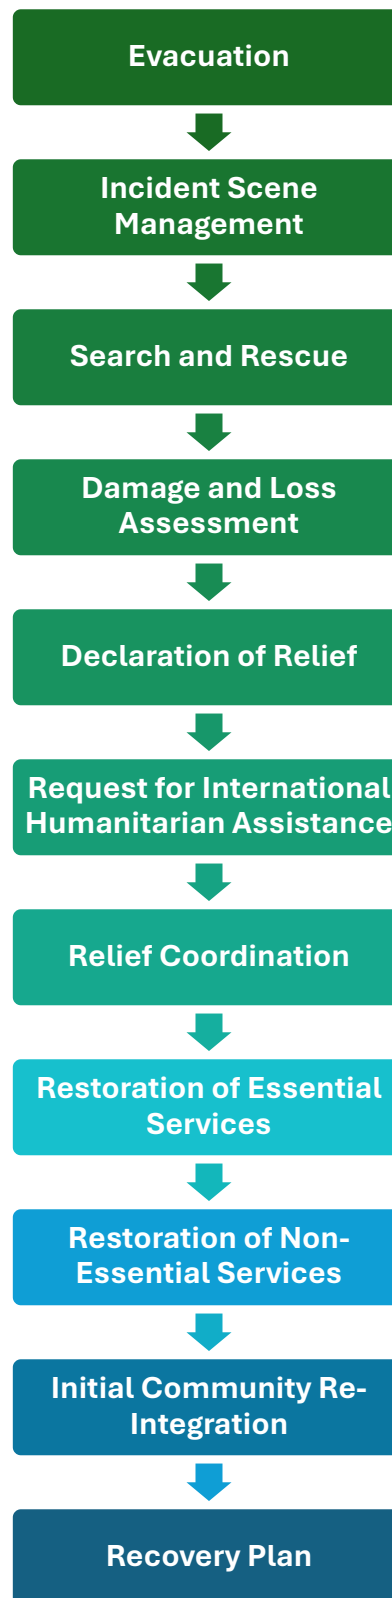 Evacuation
Incident Scene
Management
Search and Rescue
Damage and Loss
Assessment
Declaration of Relief
Request for International
Humanitarian Assistance
Relief Coordination
Restoration of Essential
Services
Restoration of Non-
Essential Services
Initial Community Re-
Integration
Recovery Plan